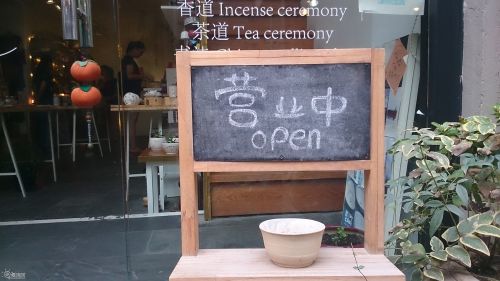 香道 Incense ceremony
茶道 Tea ceremony
营业中
open